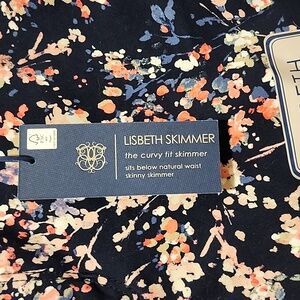 LISBETH SKIMMER
the curvy fit skimmer
sits below natural waist
skinny skimmer